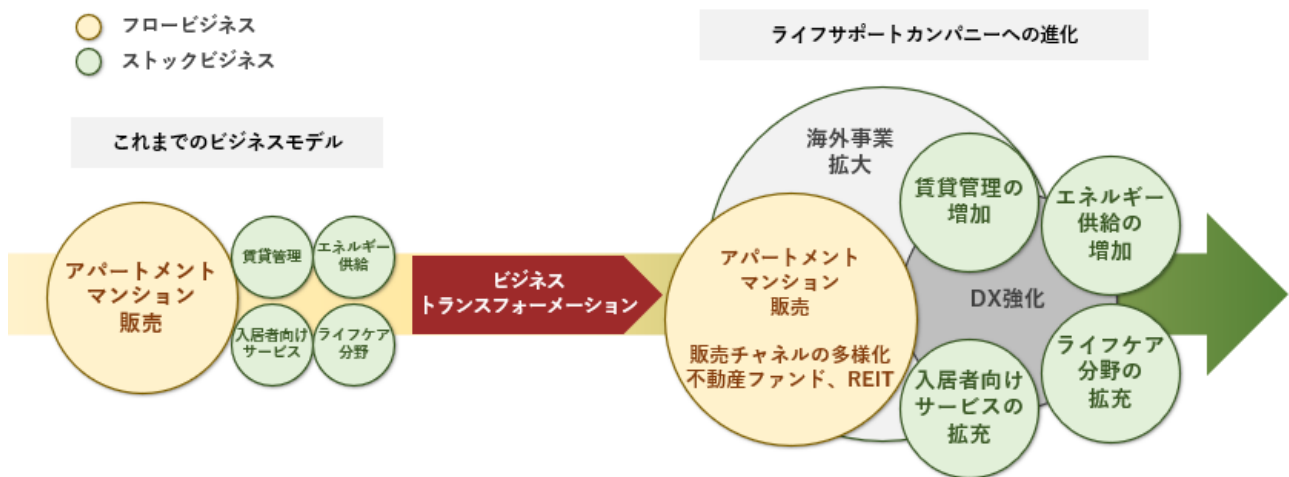 フロービジネス
ストックビジネス
これまでのビジネスモデル
アパートメント
マンション
販売
賃貸管理
エネルギー
供給
入居者向け
サービス
ライフケア
分野
ビジネス
トランスフォーメーション
ライフサポートカンパニーへの進化
海外事業
拡大
アパートメント
マンション
販売
販売チャネルの多様化
不動産ファンド、REIT
賃貸管理の
増加
エネルギー
供給の
増加
DX強化
入居者向け
サービスの
拡充
ライフケア
分野の
拡充